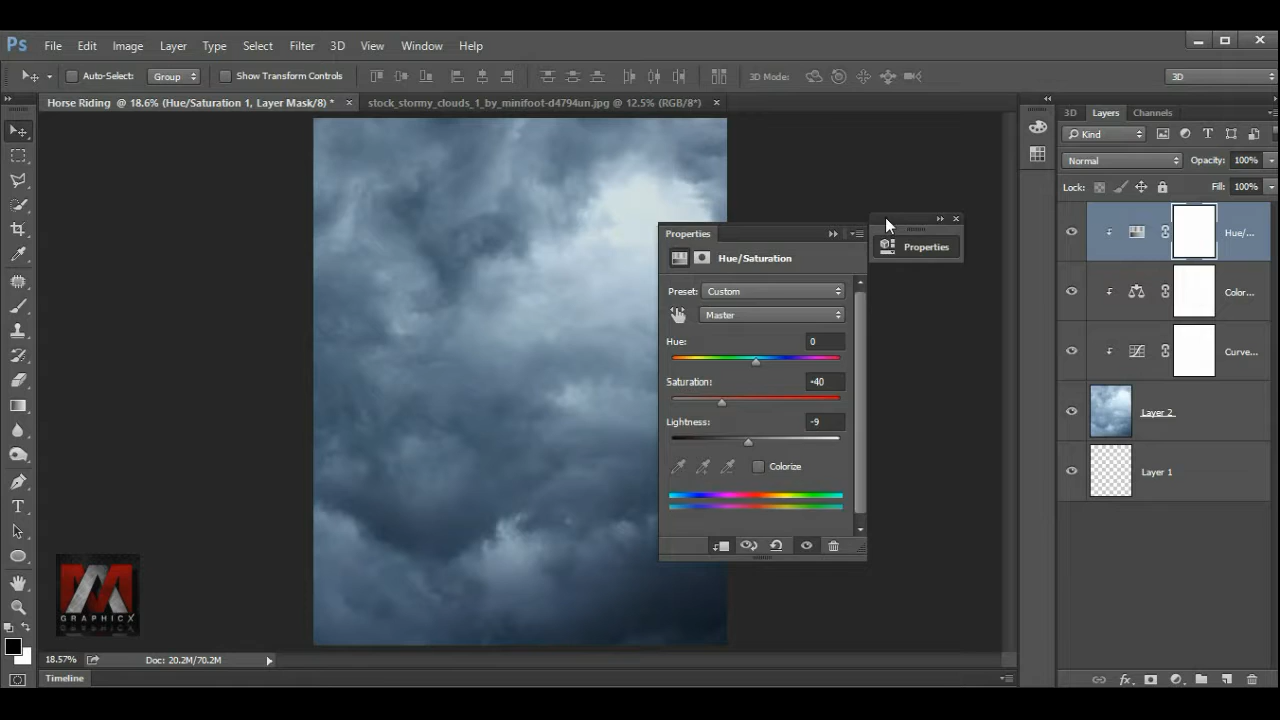 Ps File Edit Image Layer Type Select Filter 3D View Window Help
Auto-Select: Group Show Transform Controls 3D Mode: 3D
Horse Riding @ 18.6% (Hue/Saturation 1, Layer Mask/8) * × stock_stormy_clouds_1_by_minifoot-d4794un.jpg @ 12.5% (RGB/8*) ×
3D Layers Channels
Kind
Normal Opacity: 100%
Lock: Fill: 100%
Hue/...
Color...
Curve...
Layer 2
Layer 1
Properties
Properties
Hue/Saturation
Preset: Custom
Master
Hue: 0
Saturation: -40
Lightness: -9
Colorize
MA
GRAPHICX
18.57% Doc: 20.2M/70.2M
Timeline
fx